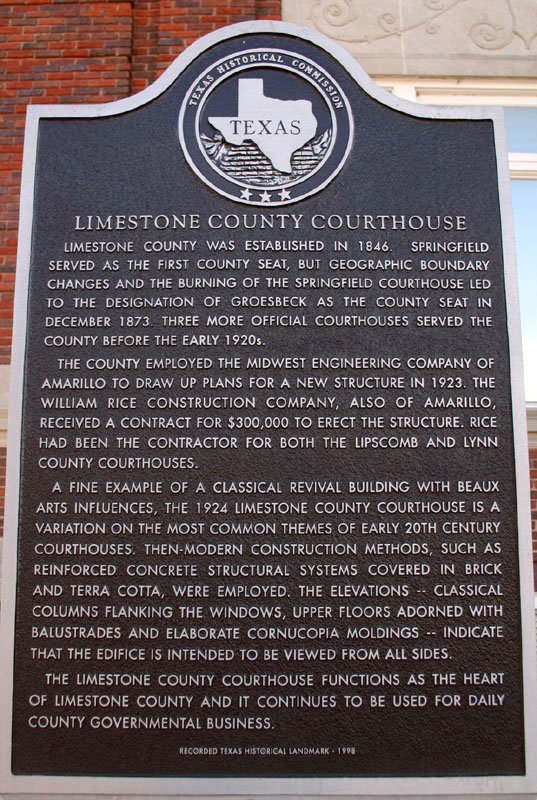 TEXAS HISTORICAL COMMISSION
TEXAS
LIMESTONE COUNTY COURTHOUSE
LIMESTONE COUNTY WAS ESTABLISHED IN 1846. SPRINGFIELD
SERVED AS THE FIRST COUNTY SEAT, BUT GEOGRAPHIC BOUNDARY
CHANGES AND THE BURNING OF THE SPRINGFIELD COURTHOUSE LED
TO THE DESIGNATION OF GROESBECK AS THE COUNTY SEAT IN
DECEMBER 1873. THREE MORE OFFICIAL COURTHOUSES SERVED THE
COUNTY BEFORE THE EARLY 1920s.
THE COUNTY EMPLOYED THE MIDWEST ENGINEERING COMPANY OF
AMARILLO TO DRAW UP PLANS FOR A NEW STRUCTURE IN 1923. THE
WILLIAM RICE CONSTRUCTION COMPANY, ALSO OF AMARILLO,
RECEIVED A CONTRACT FOR $300,000 TO ERECT THE STRUCTURE. RICE
HAD BEEN THE CONTRACTOR FOR BOTH THE LIPSCOMB AND LYNN
COUNTY COURTHOUSES.
A FINE EXAMPLE OF A CLASSICAL REVIVAL BUILDING WITH BEAUX
ARTS INFLUENCES, THE 1924 LIMESTONE COUNTY COURTHOUSE IS A
VARIATION ON THE MOST COMMON THEMES OF EARLY 20TH CENTURY
COURTHOUSES. THEN-MODERN CONSTRUCTION METHODS, SUCH AS
REINFORCED CONCRETE STRUCTURAL SYSTEMS COVERED IN BRICK
AND TERRA COTTA, WERE EMPLOYED. THE ELEVATIONS -- CLASSICAL
COLUMNS FLANKING THE WINDOWS, UPPER FLOORS ADORNED WITH
BALUSTRADES AND ELABORATE CORNUCOPIA MOLDINGS -- INDICATE
THAT THE EDIFICE IS INTENDED TO BE VIEWED FROM ALL SIDES.
THE LIMESTONE COUNTY COURTHOUSE FUNCTIONS AS THE HEART
OF LIMESTONE COUNTY AND IT CONTINUES TO BE USED FOR DAILY
COUNTY GOVERNMENTAL BUSINESS.
RECORDED TEXAS HISTORICAL LANDMARK - 1998